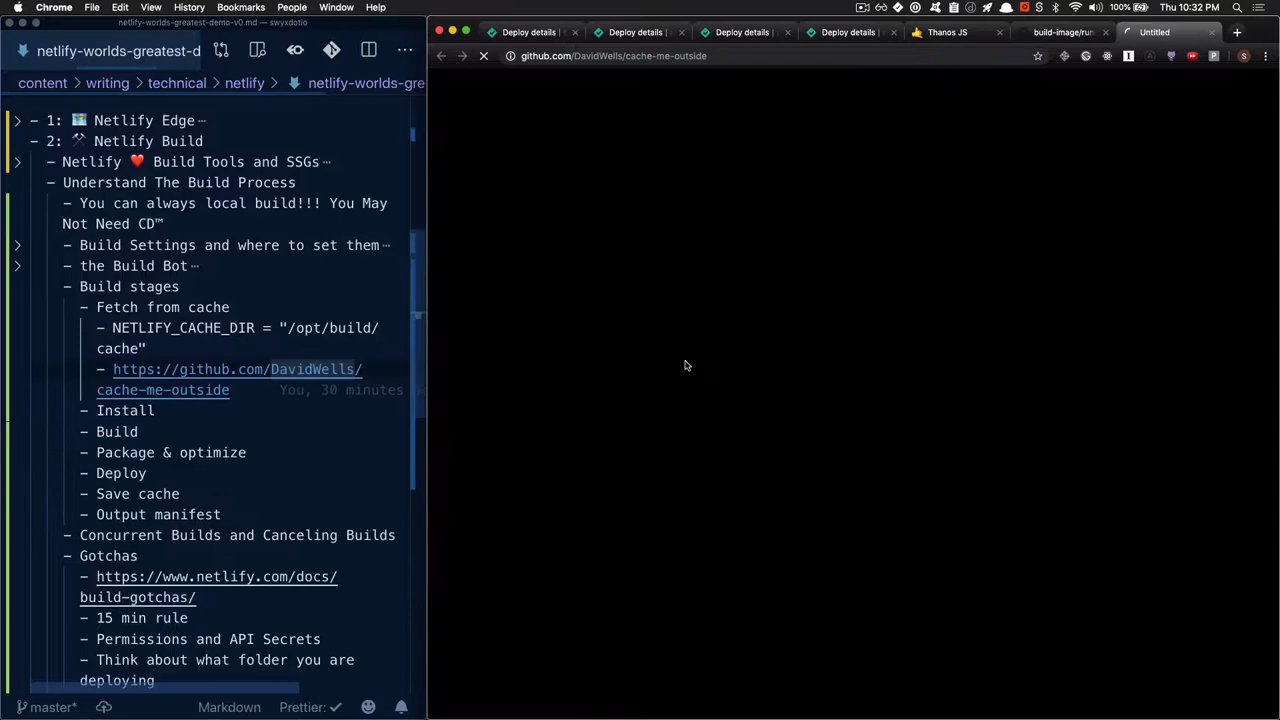 Chrome File Edit View History Bookmarks People Window Help
100% Thu 10:32 PM
netlify-worlds-greatest-demo-v0.md — swyxdotio
netlify-worlds-greatest-d
content > writing > technical > netlify > netlify-worlds-gre
- 1: Netlify Edge…
- 2: ⚒ Netlify Build
- Netlify ❤️ Build Tools and SSGs…
- Understand The Build Process
- You can always local build!!! You May
Not Need CD™
- Build Settings and where to set them…
- the Build Bot…
- Build stages
- Fetch from cache
- NETLIFY_CACHE_DIR = "/opt/build/
cache"
- https://github.com/DavidWells/
cache-me-outside You, 30 minutes
- Install
- Build
- Package & optimize
- Deploy
- Save cache
- Output manifest
- Concurrent Builds and Canceling Builds
- Gotchas
- https://www.netlify.com/docs/
build-gotchas/
- 15 min rule
- Permissions and API Secrets
- Think about what folder you are
deploying
master* Markdown Prettier: ✓
Deploy details | Deploy details | Deploy details | Deploy details | Thanos JS build-image/run Untitled
github.com/DavidWells/cache-me-outside